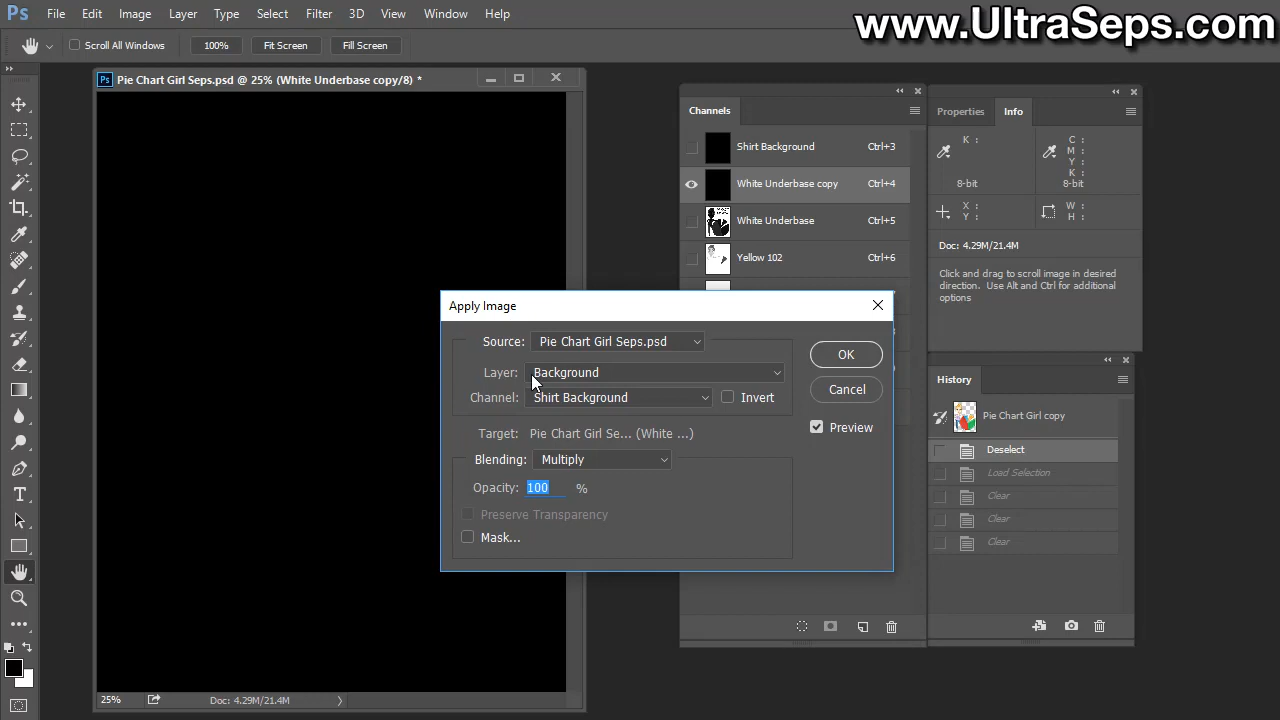 Ps File Edit Image Layer Type Select Filter 3D View Window Help
www.UltraSeps.com
Scroll All Windows 100% Fit Screen Fill Screen
Ps Pie Chart Girl Seps.psd @ 25% (White Underbase copy/8) *
Channels
Shirt Background Ctrl+3
White Underbase copy Ctrl+4
White Underbase Ctrl+5
Yellow 102 Ctrl+6
Properties Info
K : C :
M :
Y :
K :
8-bit 8-bit
X : W :
Y : H :
Doc: 4.29M/21.4M
Click and drag to scroll image in desired
direction. Use Alt and Ctrl for additional
options
Apply Image
Source: Pie Chart Girl Seps.psd
Layer: Background
Channel: Shirt Background Invert
Target: Pie Chart Girl Se... (White ...)
Blending: Multiply
Opacity: 100 %
Preserve Transparency
Mask...
OK
Cancel
Preview
History
Pie Chart Girl copy
Deselect
Load Selection
Clear
Clear
Clear
25% Doc: 4.29M/21.4M